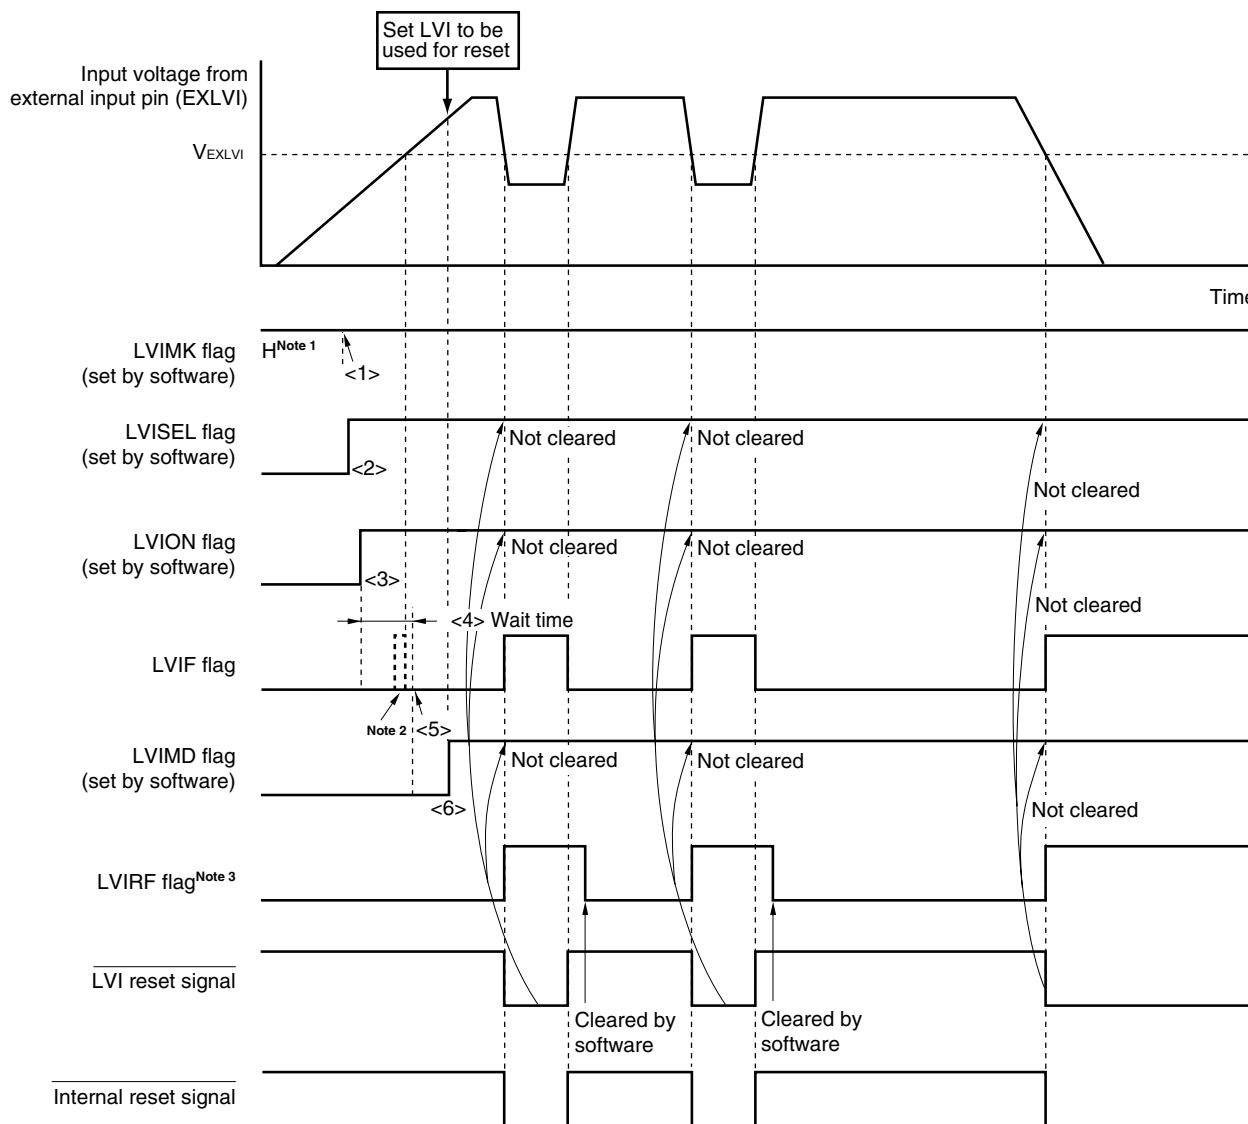 Set LVI to be
used for reset
Input voltage from
external input pin (EXLVI)
VEXLVI
Time
LVIMK flag
(set by software)
H Note 1
<1>
LVISEL flag
(set by software)
<2>
Not cleared
Not cleared
Not cleared
LVION flag
(set by software)
<3>
Not cleared
Not cleared
Not cleared
<4> Wait time
LVIF flag
Note 2
<5>
LVIMD flag
(set by software)
<6>
Not cleared
Not cleared
Not cleared
LVIRF flag Note 3
LVI reset signal
Cleared by
software
Cleared by
software
Internal reset signal